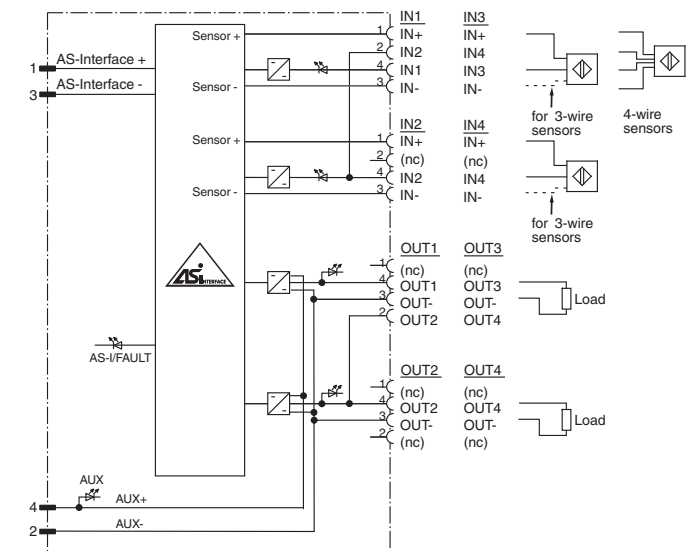 IN1 IN3
Sensor + 1 IN+ IN+
2 IN2 IN4
AS-Interface +
1 4 IN1 IN3
AS-Interface -
3 Sensor - 3 IN- IN-
for 3-wire
sensors
4-wire
sensors
IN2 IN4
Sensor + 1 IN+ IN+
2 (nc) (nc)
4 IN2 IN4
Sensor - 3 IN- IN-
for 3-wire
sensors
OUT1 OUT3
1 (nc) (nc)
ASi INTERFACE
4 OUT1 OUT3
3 OUT- OUT- Load
2 OUT2 OUT4
AS-I/FAULT
OUT2 OUT4
1 (nc) (nc)
4 OUT2 OUT4
3 OUT- OUT- Load
2 (nc) (nc)
AUX
4 AUX+
2 AUX-